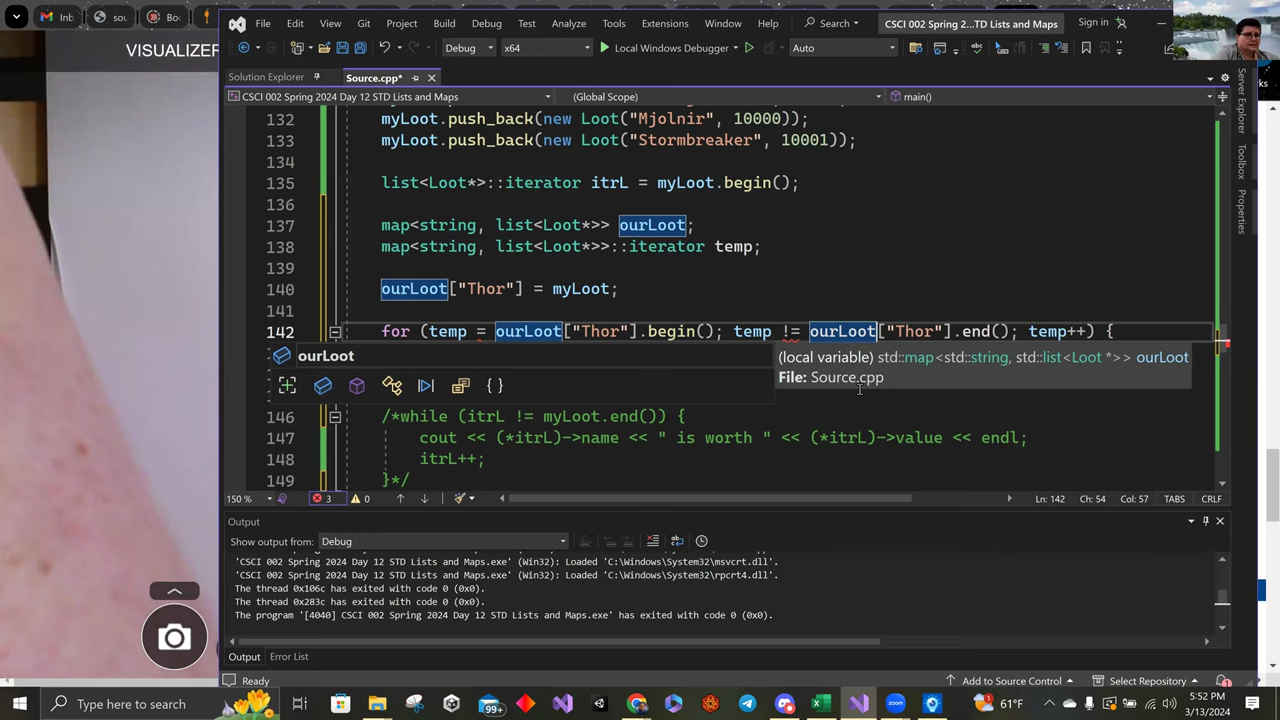 Inbox
sou
Boo
VISUALIZER
File Edit View Git Project Build Debug Test Analyze Tools Extensions Window Help Search CSCI 002 Spring 2...TD Lists and Maps Sign in
Debug x64 Local Windows Debugger Auto
Solution Explorer Source.cpp*
CSCI 002 Spring 2024 Day 12 STD Lists and Maps (Global Scope) main()
132 myLoot.push_back(new Loot("Mjolnir", 10000));
133 myLoot.push_back(new Loot("Stormbreaker", 10001));
134
135 list<Loot*>::iterator itrL = myLoot.begin();
136
137 map<string, list<Loot*>> ourLoot;
138 map<string, list<Loot*>>::iterator temp;
139
140 ourLoot["Thor"] = myLoot;
141
142 for (temp = ourLoot["Thor"].begin(); temp != ourLoot["Thor"].end(); temp++) {
ourLoot
(local variable) std::map<std::string, std::list<Loot *>> ourLoot
File: Source.cpp
146 /*while (itrL != myLoot.end()) {
147 cout << (*itrL)->name << " is worth " << (*itrL)->value << endl;
148 itrL++;
149 }*/
150 % 3 0 Ln: 142 Ch: 54 Col: 57 TABS CRLF
Output
Show output from: Debug
'CSCI 002 Spring 2024 Day 12 STD Lists and Maps.exe' (Win32): Loaded 'C:\Windows\System32\msvcrt.dll'.
'CSCI 002 Spring 2024 Day 12 STD Lists and Maps.exe' (Win32): Loaded 'C:\Windows\System32\rpcrt4.dll'.
The thread 0x106c has exited with code 0 (0x0).
The thread 0x283c has exited with code 0 (0x0).
The program '[4040] CSCI 002 Spring 2024 Day 12 STD Lists and Maps.exe' has exited with code 0 (0x0).
Output Error List
Ready Add to Source Control Select Repository 1
Server Explorer
Toolbox
Properties
Type here to search 99+ 61°F 5:52 PM
3/13/2024